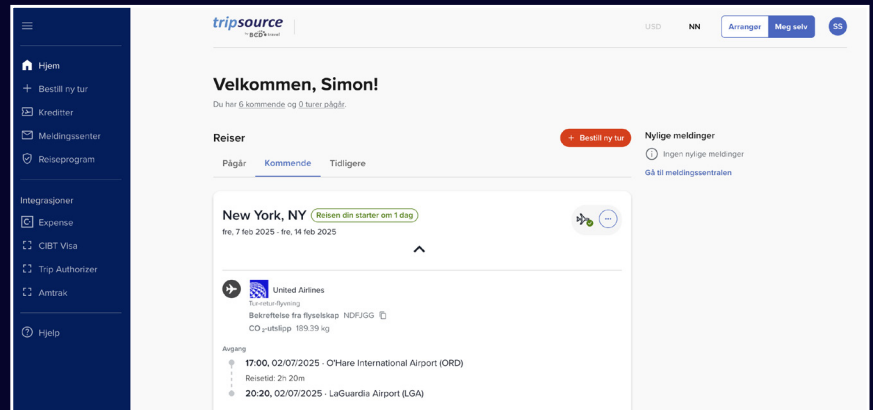 tripsource
by BCD travel
USD
NN
Arrangør
Meg selv
SS
Hjem
Bestill ny tur
Kreditter
Meldingssenter
Reiseprogram
Integrasjoner
Expense
CIBT Visa
Trip Authorizer
Amtrak
Hjelp
Velkommen, Simon!
Du har 6 kommende og 0 turer pågår.
Reiser
+ Bestill ny tur
Pågår
Kommende
Tidligere
New York, NY
Reisen din starter om 1 dag
fre, 7 feb 2025 - fre, 14 feb 2025
United Airlines
Tur-retur-flyvning
Bekreftelse fra flyselskap NDFJGG
CO₂-utslipp 189.39 kg
Avgang
17:00, 02/07/2025 · O'Hare International Airport (ORD)
Reisetid: 2h 20m
20:20, 02/07/2025 · LaGuardia Airport (LGA)
Nylige meldinger
Ingen nylige meldinger
Gå til meldingssentralen